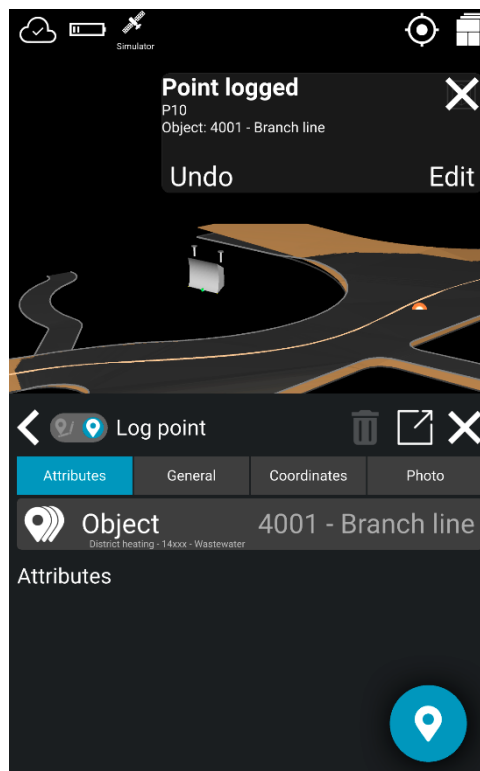 Simulator
Point logged
P10
Object: 4001 - Branch line
Undo Edit
Log point
Attributes General Coordinates Photo
Object 4001 - Branch line
District heating - 14xxx - Wastewater
Attributes